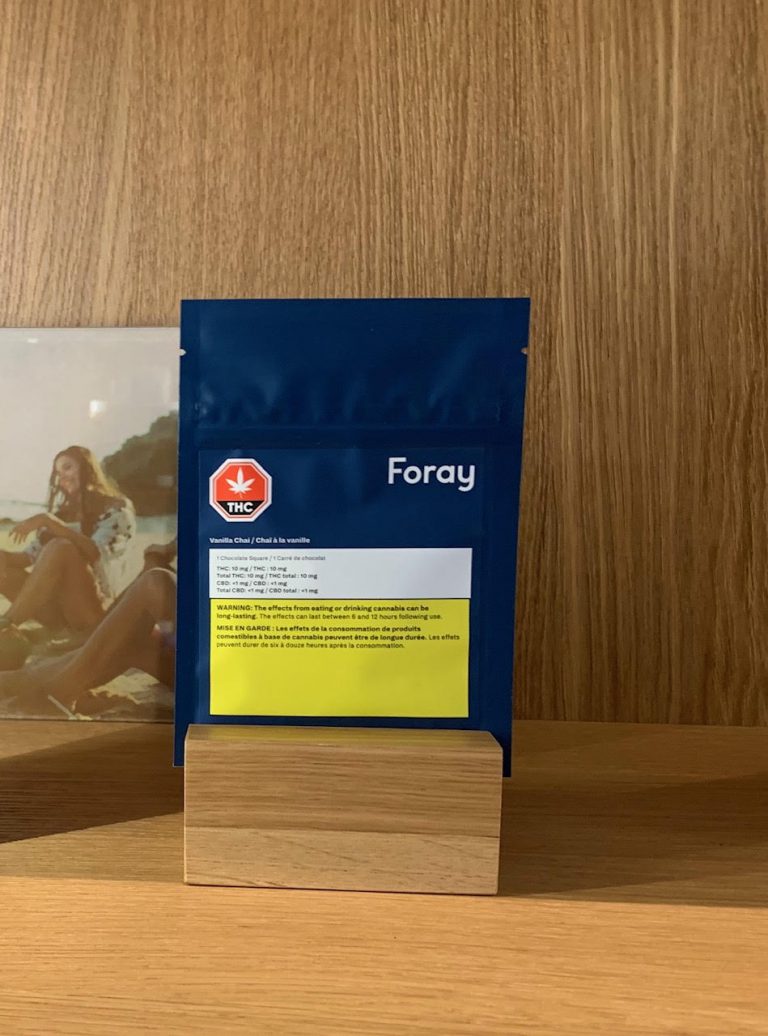 Foray
THC
Vanilla Chai / Chaï à la vanille
1 Chocolate Square / 1 Carré de chocolat
THC: 10 mg / THC : 10 mg
Total THC: 10 mg / THC total : 10 mg
CBD: <1 mg / CBD : <1 mg
Total CBD: <1 mg / CBD total : <1 mg
WARNING: The effects from eating or drinking cannabis can be
long-lasting. The effects can last between 6 and 12 hours following use.
MISE EN GARDE : Les effets de la consommation de produits
comestibles à base de cannabis peuvent être de longue durée. Les effets
peuvent durer de six à douze heures après la consommation.